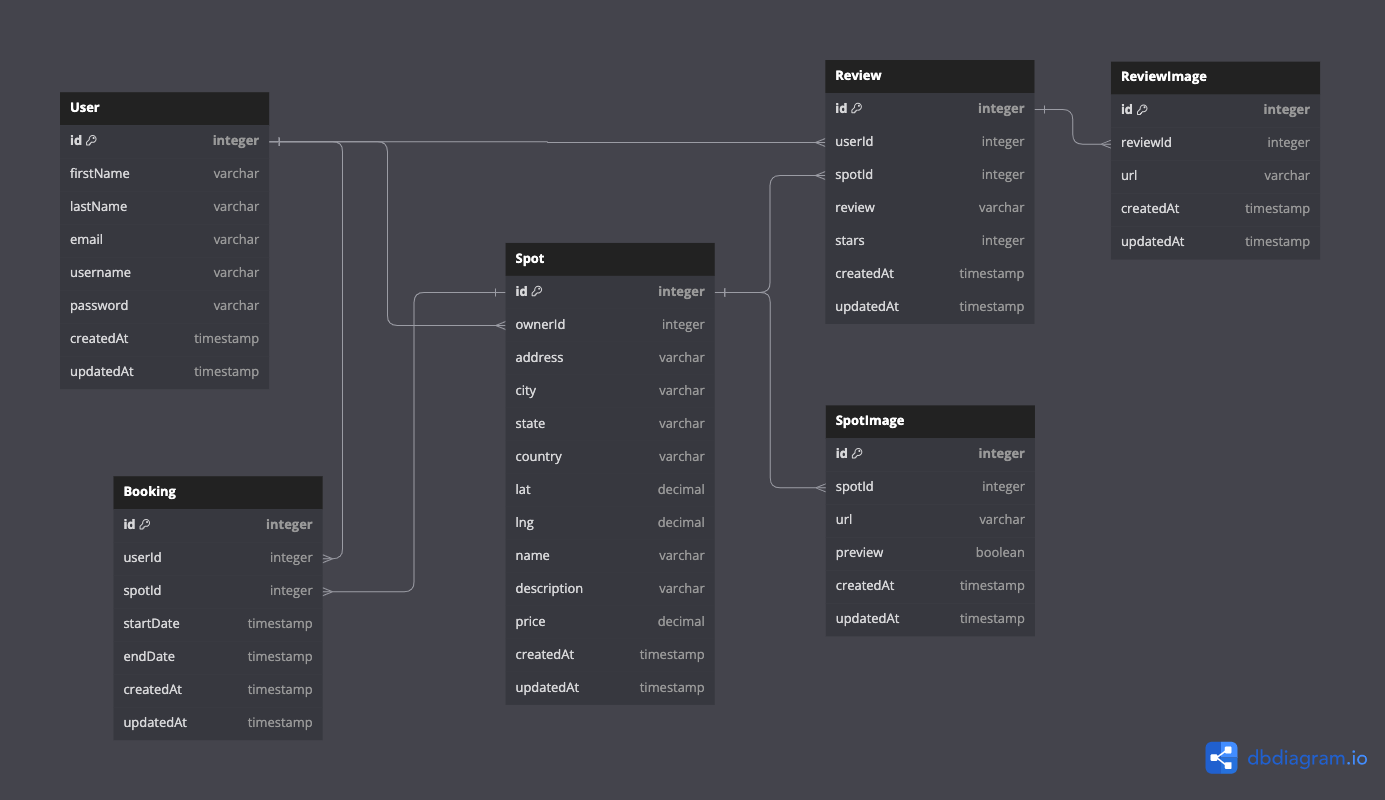 User
id integer
firstName varchar
lastName varchar
email varchar
username varchar
password varchar
createdAt timestamp
updatedAt timestamp
Booking
id integer
userId integer
spotId integer
startDate timestamp
endDate timestamp
createdAt timestamp
updatedAt timestamp
Spot
id integer
ownerId integer
address varchar
city varchar
state varchar
country varchar
lat decimal
lng decimal
name varchar
description varchar
price decimal
createdAt timestamp
updatedAt timestamp
Review
id integer
userId integer
spotId integer
review varchar
stars integer
createdAt timestamp
updatedAt timestamp
SpotImage
id integer
spotId integer
url varchar
preview boolean
createdAt timestamp
updatedAt timestamp
ReviewImage
id integer
reviewId integer
url varchar
createdAt timestamp
updatedAt timestamp
dbdiagram.io